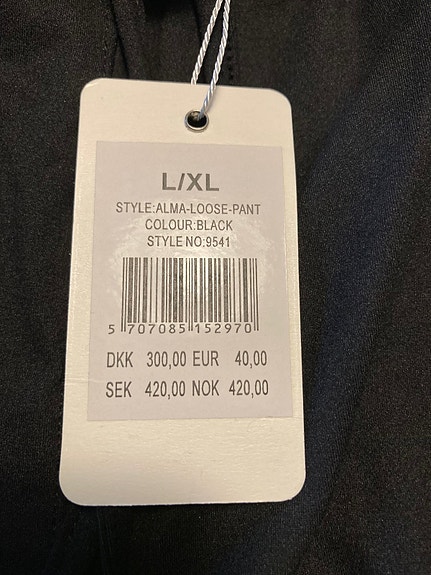 L/XL
STYLE:ALMA-LOOSE-PANT
COLOUR:BLACK
STYLE NO:9541
5 707085 152970
DKK 300,00 EUR 40,00
SEK 420,00 NOK 420,00